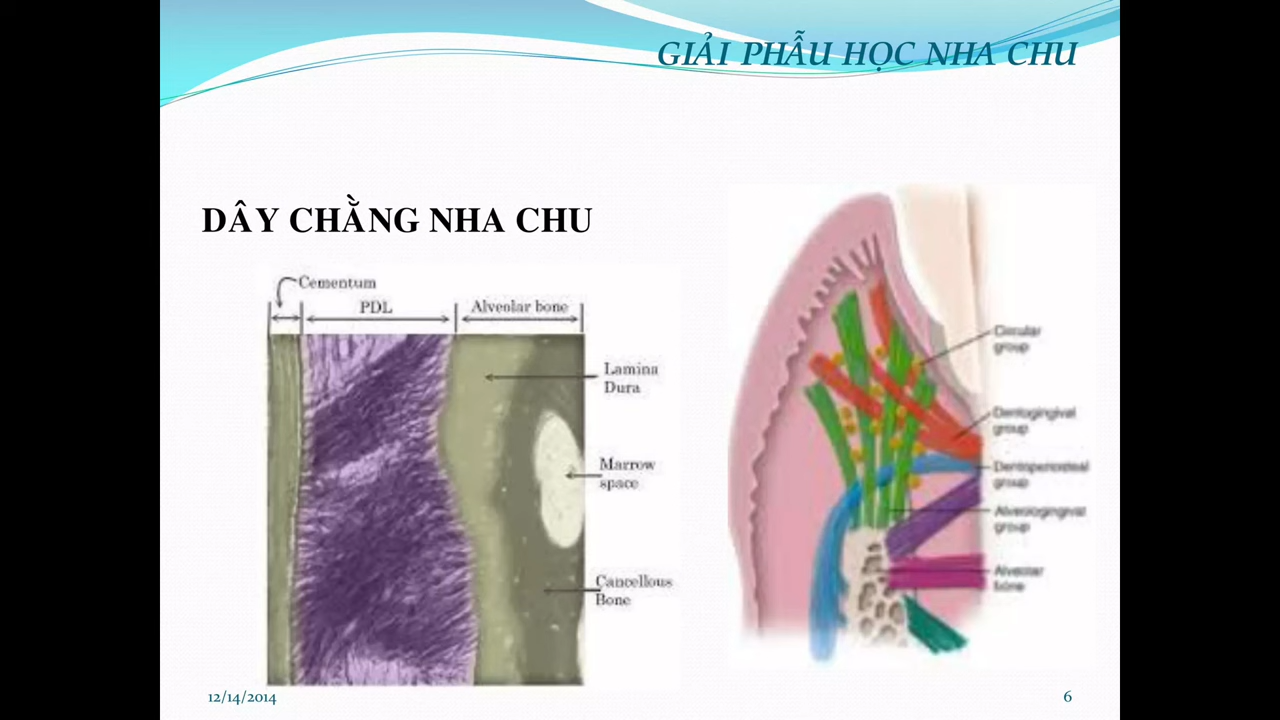 GIẢI PHẪU HỌC NHA CHU
DÂY CHẰNG NHA CHU
Cementum
PDL
Alveolar bone
Lamina
Dura
Marrow
space
Cancellous
Bone
Circular
group
Dentogingival
group
Dentoperiosteal
group
Alveologingival
group
Alveolar
bone
12/14/2014
6